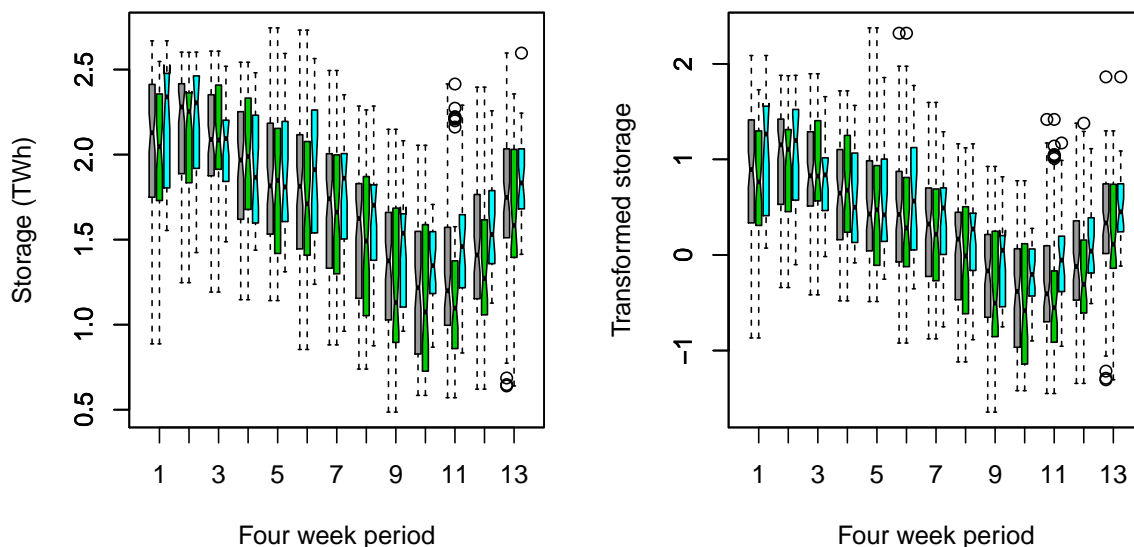 Storage (TWh)
2.5
2.0
1.5
1.0
0.5
1 3 5 7 9 11 13
Four week period
Transformed storage
2
1
0
−1
1 3 5 7 9 11 13
Four week period